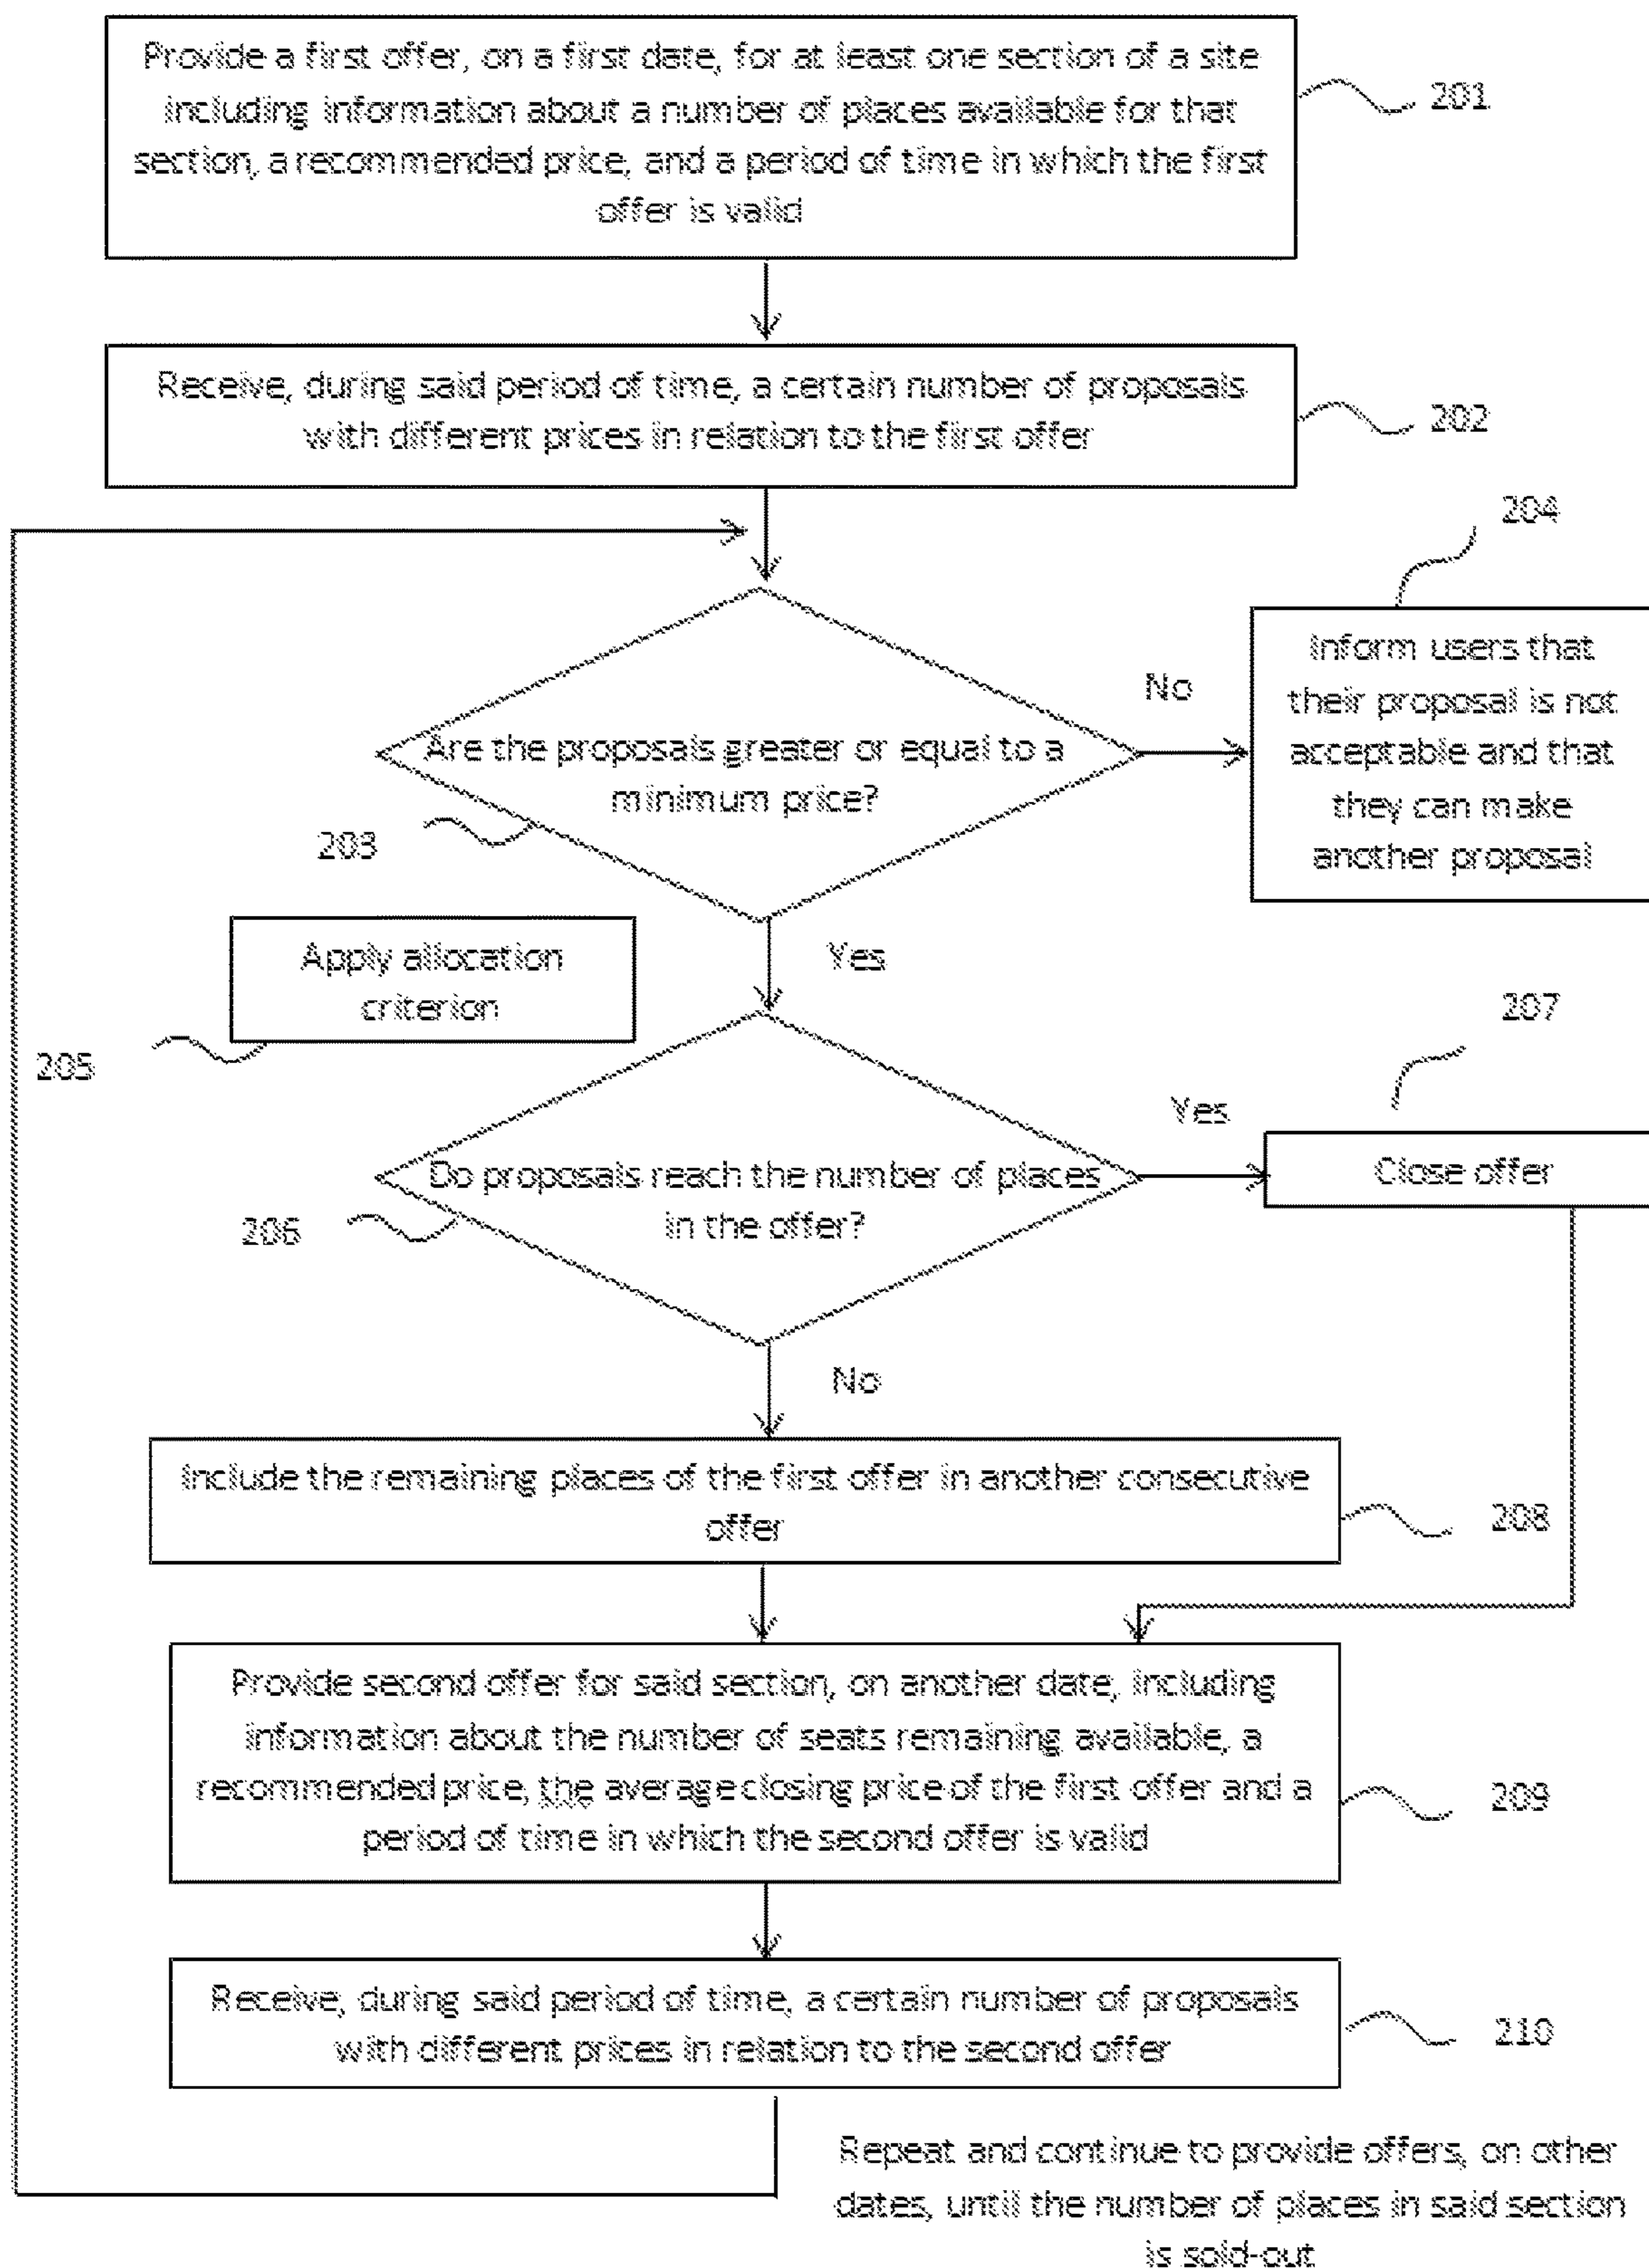 Provide a first offer, on a first date, for at least one section of a site
including information about a number of places available for that
section, a recommended price, and a period of time in which the first
offer is valid
201
Receive, during said period of time, a certain number of proposals
with different prices in relation to the first offer
202
204
Inform users that
their proposal is not
acceptable and that
they can make
another proposal
No
Are the proposals greater or equal to a
minimum price?
203
Apply allocation
criterion
Yes
205
207
Yes
Close offer
Do proposals reach the number of places
in the offer?
206
No
Include the remaining places of the first offer in another consecutive
offer
208
Provide second offer for said section, on another date, including
information about the number of seats remaining available, a
recommended price, the average closing price of the first offer and a
period of time in which the second offer is valid
209
Receive, during said period of time, a certain number of proposals
with different prices in relation to the second offer
210
Repeat and continue to provide offers, on other
dates, until the number of places in said section
is sold-out